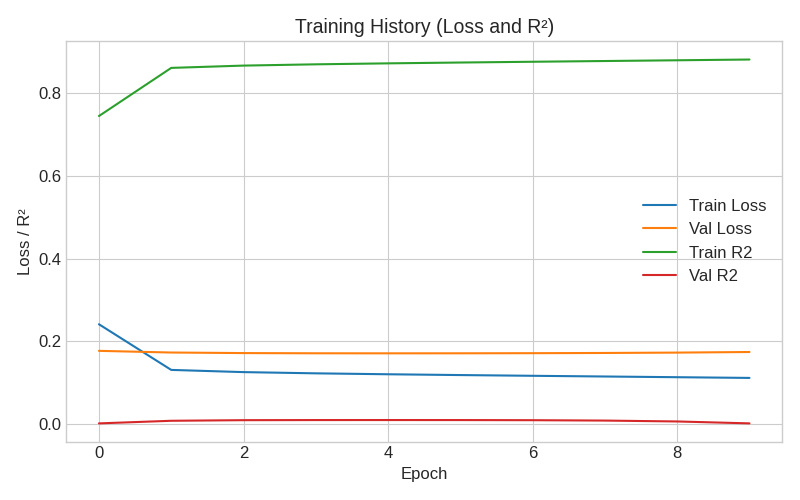 Training History (Loss and R²)
Loss / R²
0.8
0.6
0.4
0.2
0.0
Train Loss
Val Loss
Train R2
Val R2
0 2 4 6 8
Epoch